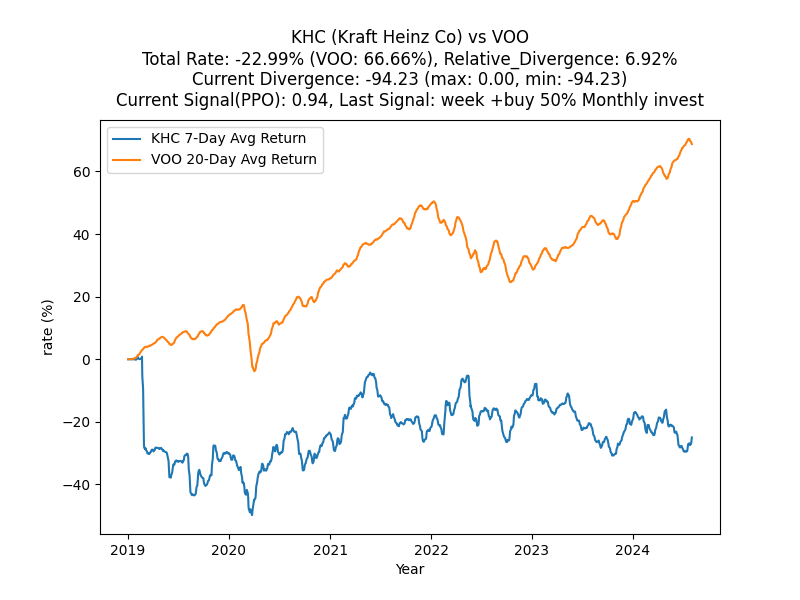 KHC (Kraft Heinz Co) vs VOO
Total Rate: -22.99% (VOO: 66.66%), Relative_Divergence: 6.92%
Current Divergence: -94.23 (max: 0.00, min: -94.23)
Current Signal(PPO): 0.94, Last Signal: week +buy 50% Monthly invest
KHC 7-Day Avg Return
VOO 20-Day Avg Return
60
40
20
0
−20
−40
rate (%)
2019 2020 2021 2022 2023 2024
Year